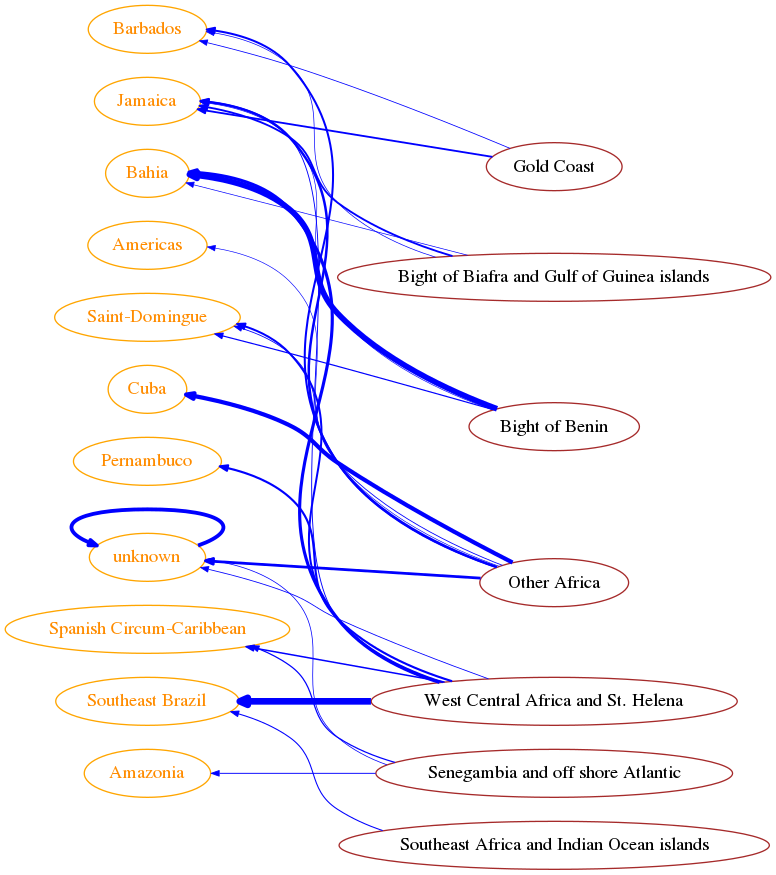 Barbados
Jamaica
Bahia
Americas
Saint-Domingue
Cuba
Pernambuco
unknown
Spanish Circum-Caribbean
Southeast Brazil
Amazonia
Gold Coast
Bight of Biafra and Gulf of Guinea islands
Bight of Benin
Other Africa
West Central Africa and St. Helena
Senegambia and off shore Atlantic
Southeast Africa and Indian Ocean islands